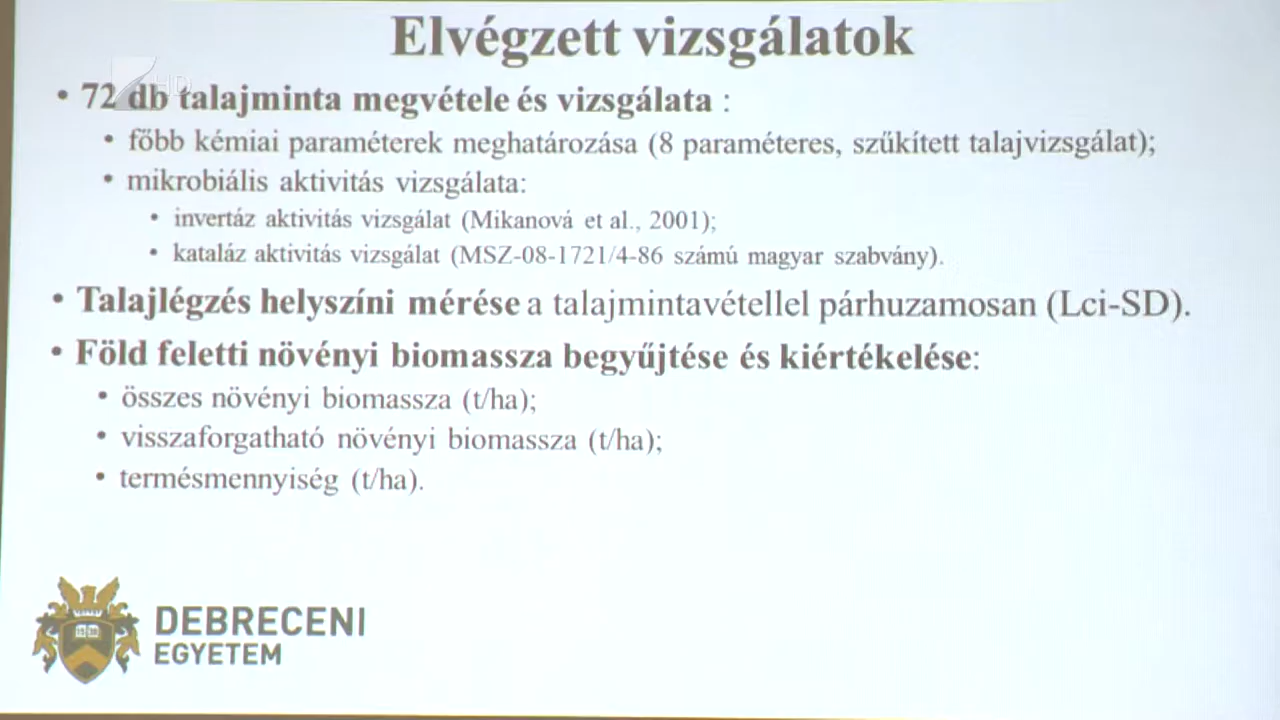 Elvégzett vizsgálatok
• 72 db talajminta megvétele és vizsgálata :
• főbb kémiai paraméterek meghatározása (8 paraméteres, szűkített talajvizsgálat);
• mikrobiális aktivitás vizsgálata:
• invertáz aktivitás vizsgálat (Mikanová et al., 2001);
• kataláz aktivitás vizsgálat (MSZ-08-1721/4-86 számú magyar szabvány).
• Talajlégzés helyszíni mérése a talajmintavétellel párhuzamosan (Lci-SD).
• Föld feletti növényi biomassza begyűjtése és kiértékelése:
• összes növényi biomassza (t/ha);
• visszaforgatható növényi biomassza (t/ha);
• termésmennyiség (t/ha).
7 HD
1538
DEBRECENI
EGYETEM